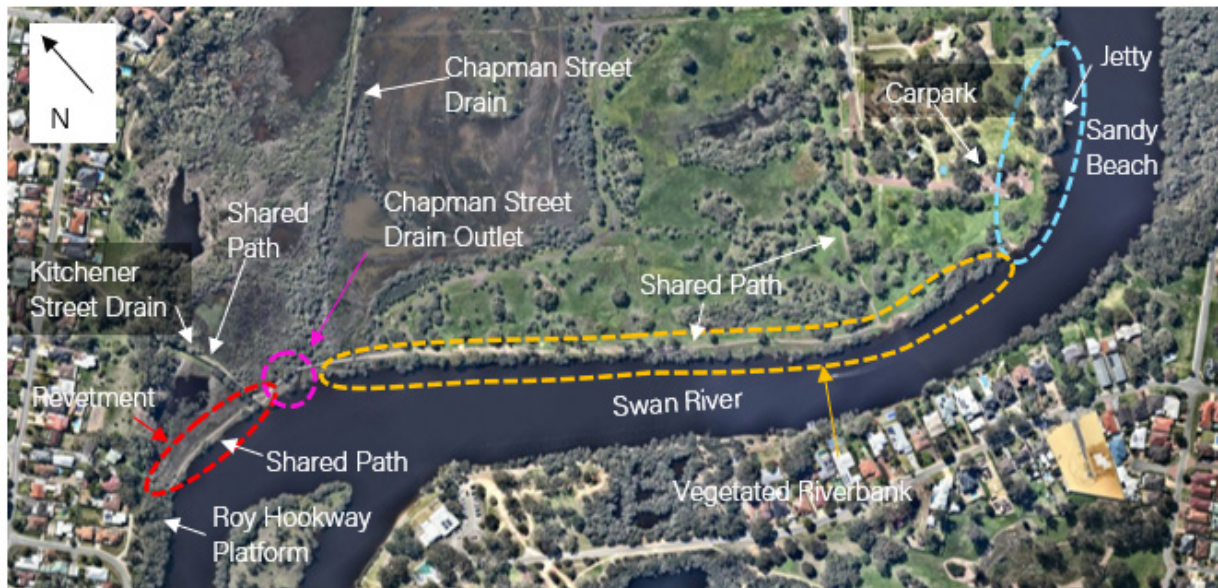 N
Chapman Street
Drain
Jetty
Carpark
Sandy
Beach
Chapman Street
Drain Outlet
Shared
Path
Kitchener
Street Drain
Shared Path
Revetment
Swan River
Shared Path
Vegetated Riverbank
Roy Hookway
Platform